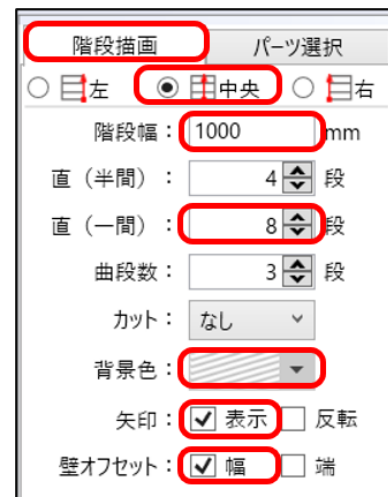 階段描画 パーツ選択
左 中央 右
階段幅： 1000 mm
直（半間）： 4 段
直（一間）： 8 段
曲段数： 3 段
カット： なし
背景色：
矢印： 表示 反転
壁オフセット： 幅 端